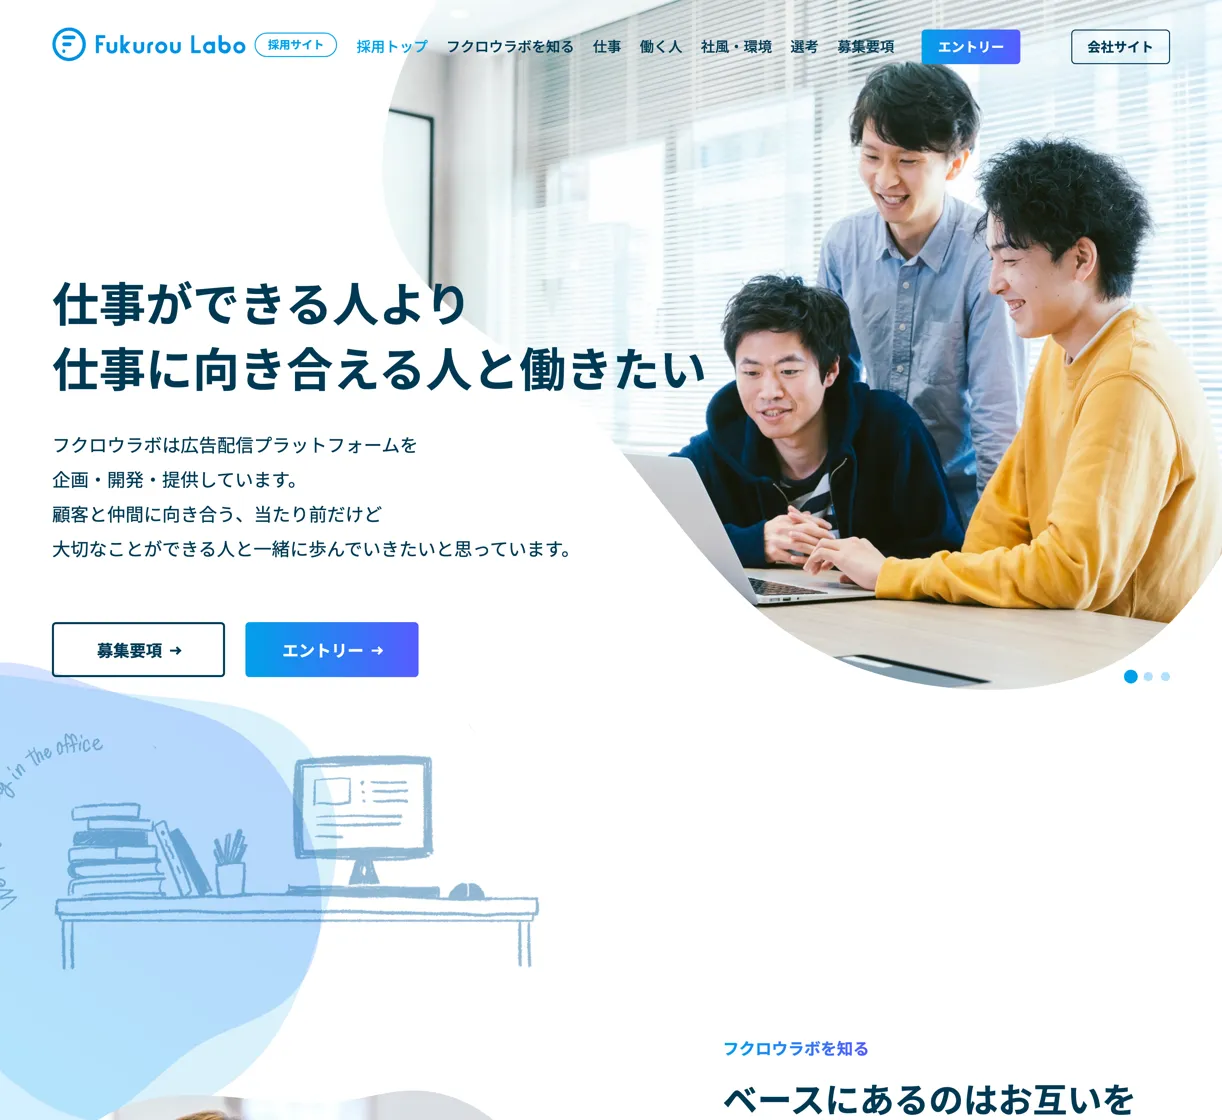 Fukurou Labo
採用サイト
採用トップ
フクロウラボを知る
仕事
働く人
社風・環境
選考
募集要項
エントリー
会社サイト
仕事ができる人より
仕事に向き合える人と働きたい
フクロウラボは広告配信プラットフォームを
企画・開発・提供しています。
顧客と仲間に向き合う、当たり前だけど
大切なことができる人と一緒に歩んでいきたいと思っています。
募集要項 →
エントリー →
in the office
フクロウラボを知る
ベースにあるのはお互いを